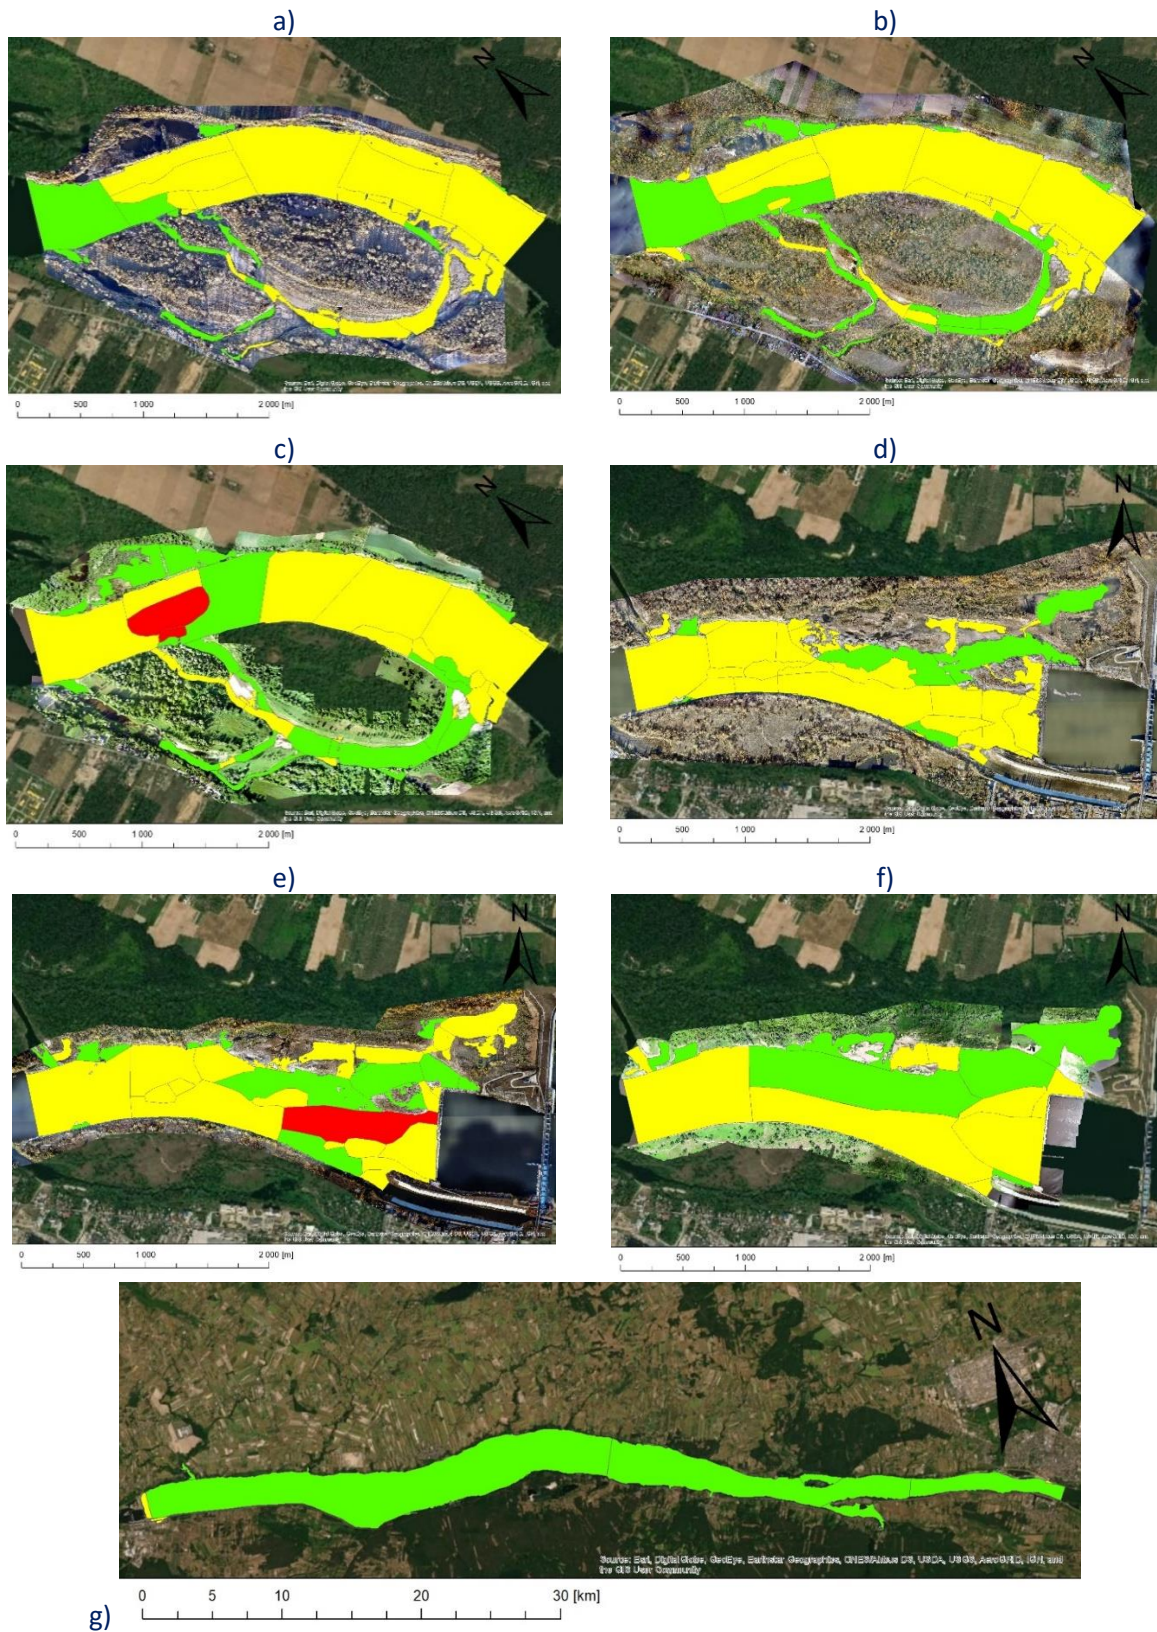 a)
b)
N
N
0 500 1 000 2 000 [m]
0 500 1 000 2 000 [m]
c)
d)
N
N
0 500 1 000 2 000 [m]
0 500 1 000 2 000 [m]
e)
f)
N
N
0 500 1 000 2 000 [m]
0 500 1 000 2 000 [m]
N
Source: Esri, Digital Globe, GeoEye, Earthstar Geographics, CNES/Airbus DS, USDA, USGS, AeroGRID, IGN, and
the GIS User Community
0 5 10 20 30 [km]
g)